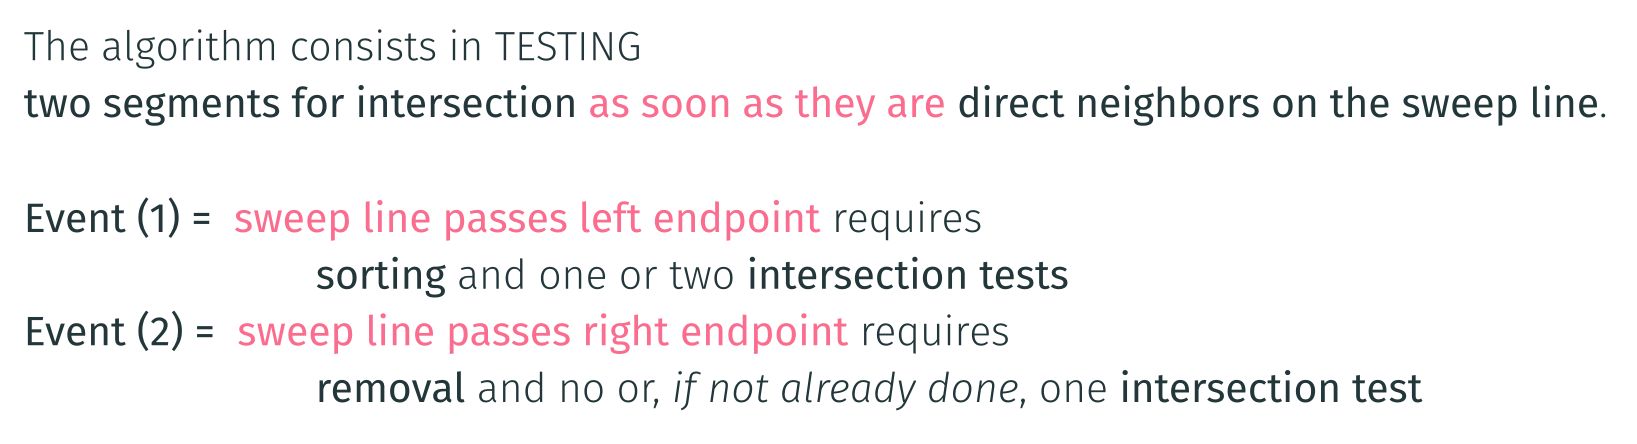 The algorithm consists in TESTING
two segments for intersection as soon as they are direct neighbors on the sweep line.
Event (1) = sweep line passes left endpoint requires
sorting and one or two intersection tests
Event (2) = sweep line passes right endpoint requires
removal and no or, if not already done, one intersection test